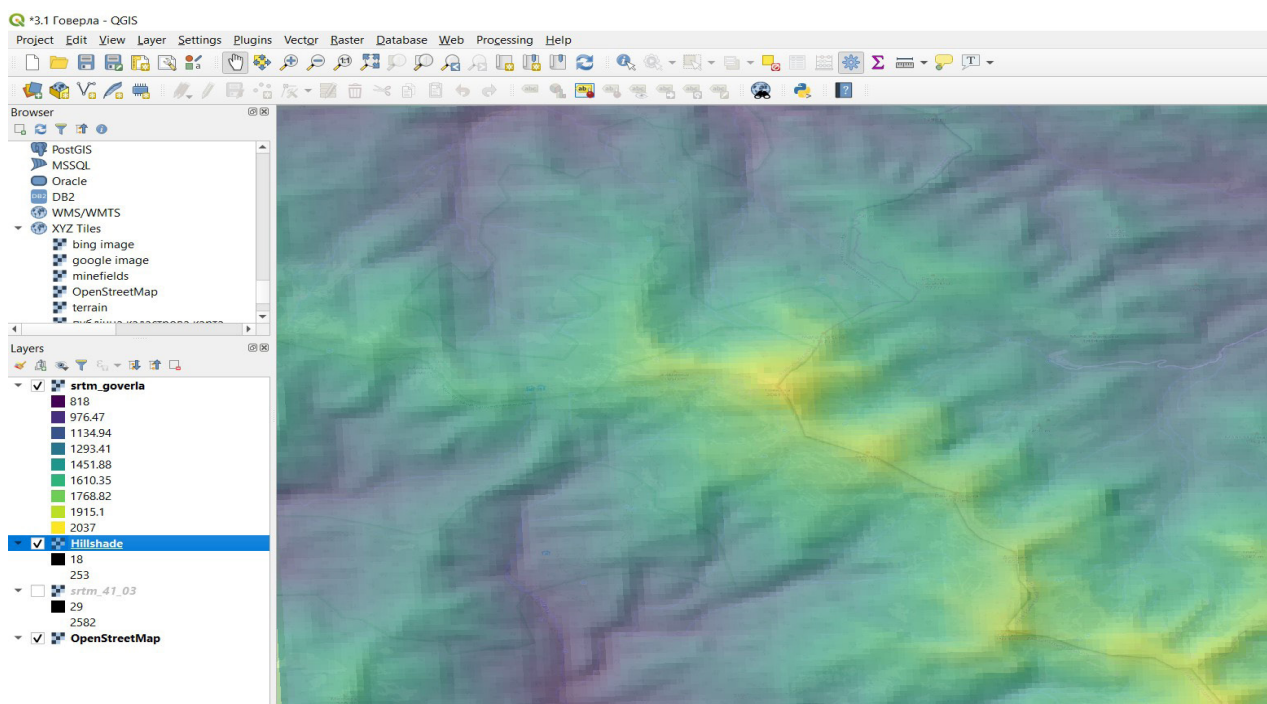 *3.1 Говерла - QGIS
Project Edit View Layer Settings Plugins Vector Raster Database Web Processing Help
Browser
PostGIS
MSSQL
Oracle
DB2
WMS/WMTS
XYZ Tiles
bing image
google image
minefields
OpenStreetMap
terrain
публічна кадастрова карта
Layers
srtm_goverla
818
976.47
1134.94
1293.41
1451.88
1610.35
1768.82
1915.1
2037
Hillshade
18
253
srtm_41_03
29
2582
OpenStreetMap